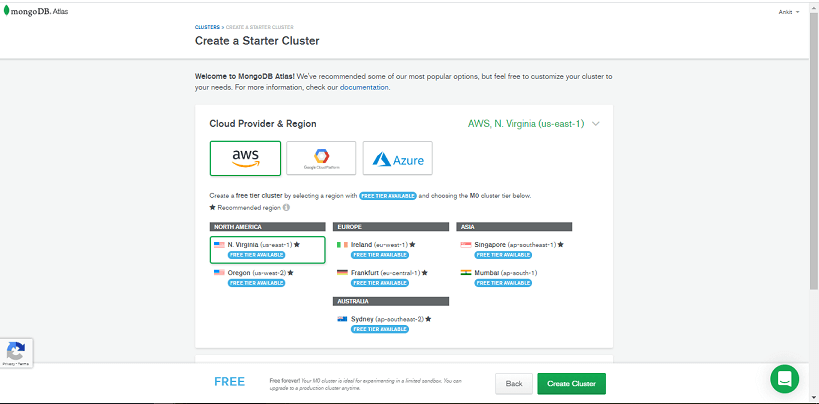 mongoDB. Atlas
Ankit
CLUSTERS > CREATE A STARTER CLUSTER
Create a Starter Cluster
Welcome to MongoDB Atlas! We've recommended some of our most popular options, but feel free to customize your cluster to
your needs. For more information, check our documentation.
Cloud Provider & Region
AWS, N. Virginia (us-east-1)
aws
Google Cloud Platform
Azure
Create a free tier cluster by selecting a region with FREE TIER AVAILABLE and choosing the M0 cluster tier below.
★ Recommended region
NORTH AMERICA
N. Virginia (us-east-1) ★
FREE TIER AVAILABLE
Oregon (us-west-2) ★
FREE TIER AVAILABLE
EUROPE
Ireland (eu-west-1) ★
FREE TIER AVAILABLE
Frankfurt (eu-central-1) ★
FREE TIER AVAILABLE
AUSTRALIA
Sydney (ap-southeast-2) ★
FREE TIER AVAILABLE
ASIA
Singapore (ap-southeast-1) ★
FREE TIER AVAILABLE
Mumbai (ap-south-1)
FREE TIER AVAILABLE
Privacy - Terms
FREE
Free forever! Your M0 cluster is ideal for experimenting in a limited sandbox. You can
upgrade to a production cluster anytime.
Back
Create Cluster